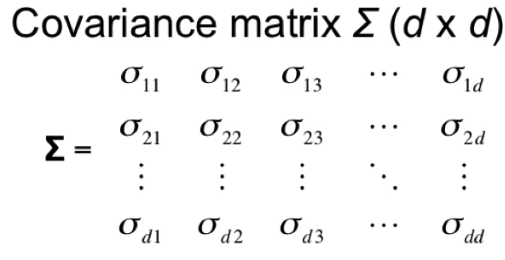 Covariance matrix Σ (d x d)
σ11 σ12 σ13 ⋯ σ1d
Σ = σ21 σ22 σ23 ⋯ σ2d
⋮ ⋮ ⋮ ⋱ ⋮
σd1 σd2 σd3 ⋯ σdd